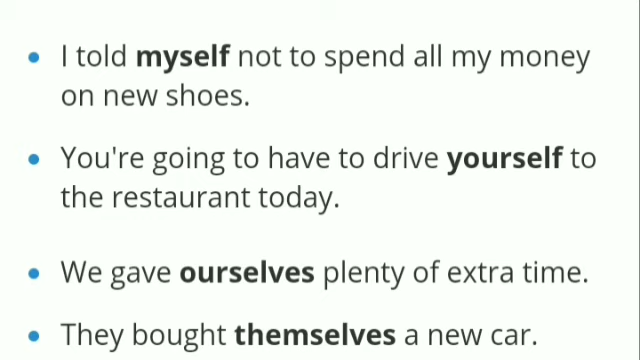 • I told myself not to spend all my money
on new shoes.
• You're going to have to drive yourself to
the restaurant today.
• We gave ourselves plenty of extra time.
• They bought themselves a new car.